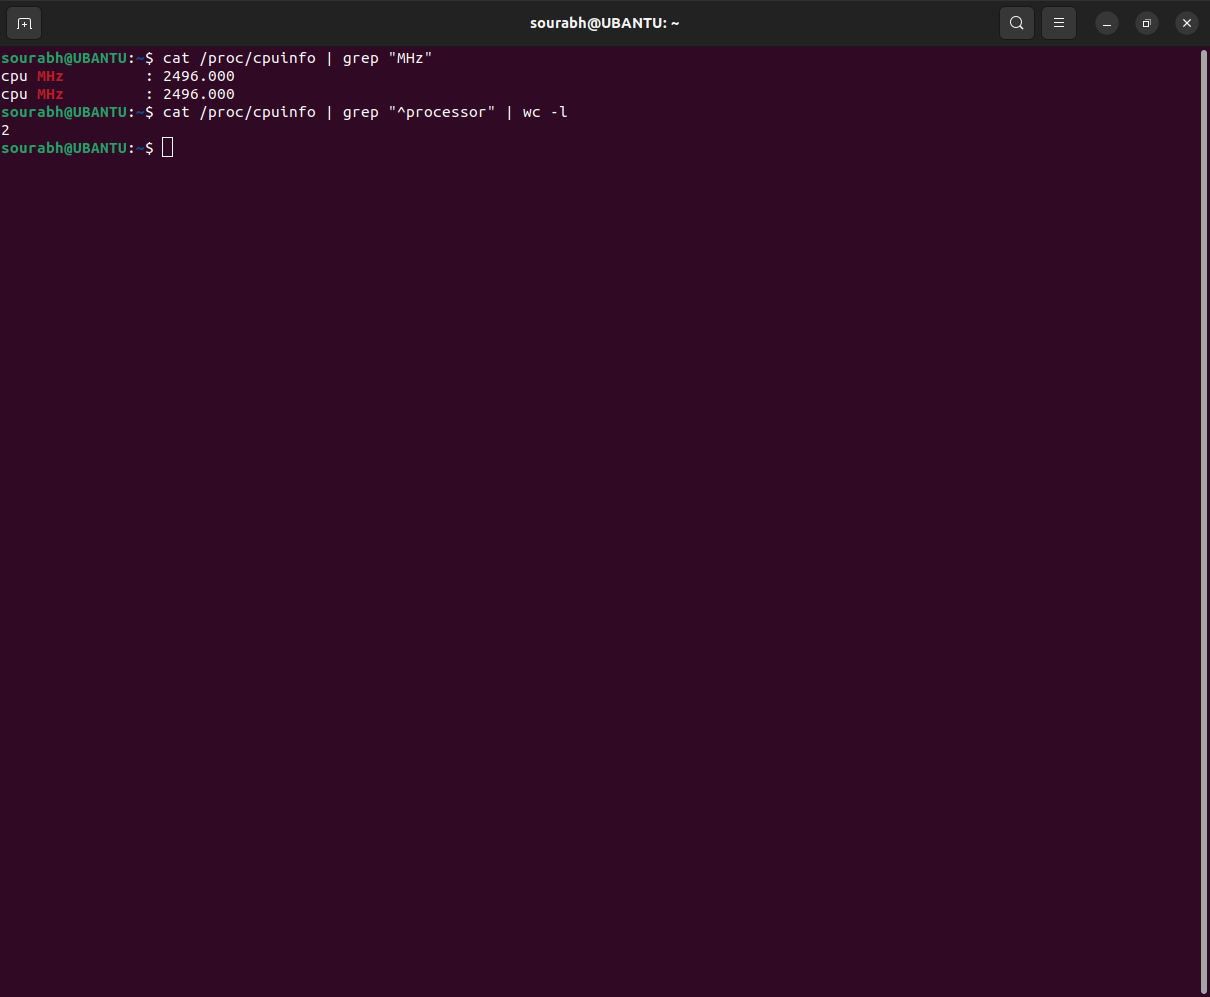 sourabh@UBANTU: ~
sourabh@UBANTU:~$ cat /proc/cpuinfo | grep "MHz"
cpu MHz         : 2496.000
cpu MHz         : 2496.000
sourabh@UBANTU:~$ cat /proc/cpuinfo | grep "^processor" | wc -l
2
sourabh@UBANTU:~$